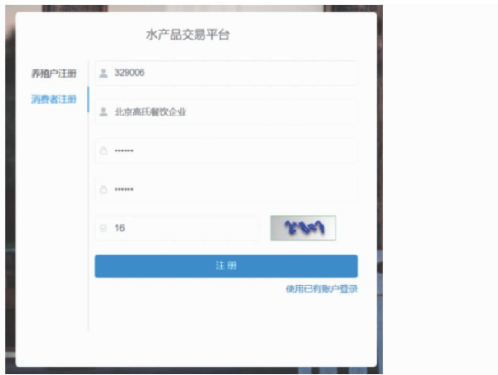 水产品交易平台
养殖户注册
消费者注册
329006
北京高氏餐饮企业
••••••
••••••
16
注 册
使用已有账户登录